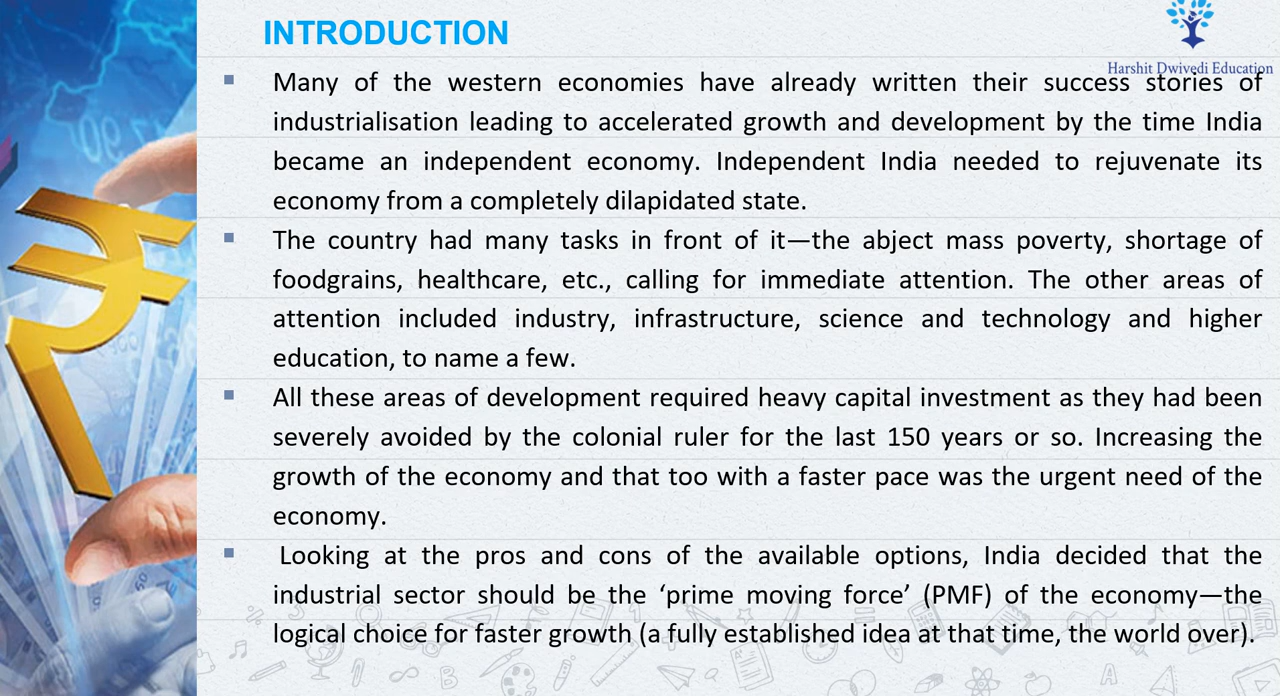 INTRODUCTION
Harshit Dwivedi Education
▪ Many of the western economies have already written their success stories of
industrialisation leading to accelerated growth and development by the time India
became an independent economy. Independent India needed to rejuvenate its
economy from a completely dilapidated state.
▪ The country had many tasks in front of it—the abject mass poverty, shortage of
foodgrains, healthcare, etc., calling for immediate attention. The other areas of
attention included industry, infrastructure, science and technology and higher
education, to name a few.
▪ All these areas of development required heavy capital investment as they had been
severely avoided by the colonial ruler for the last 150 years or so. Increasing the
growth of the economy and that too with a faster pace was the urgent need of the
economy.
▪ Looking at the pros and cons of the available options, India decided that the
industrial sector should be the ‘prime moving force’ (PMF) of the economy—the
logical choice for faster growth (a fully established idea at that time, the world over).